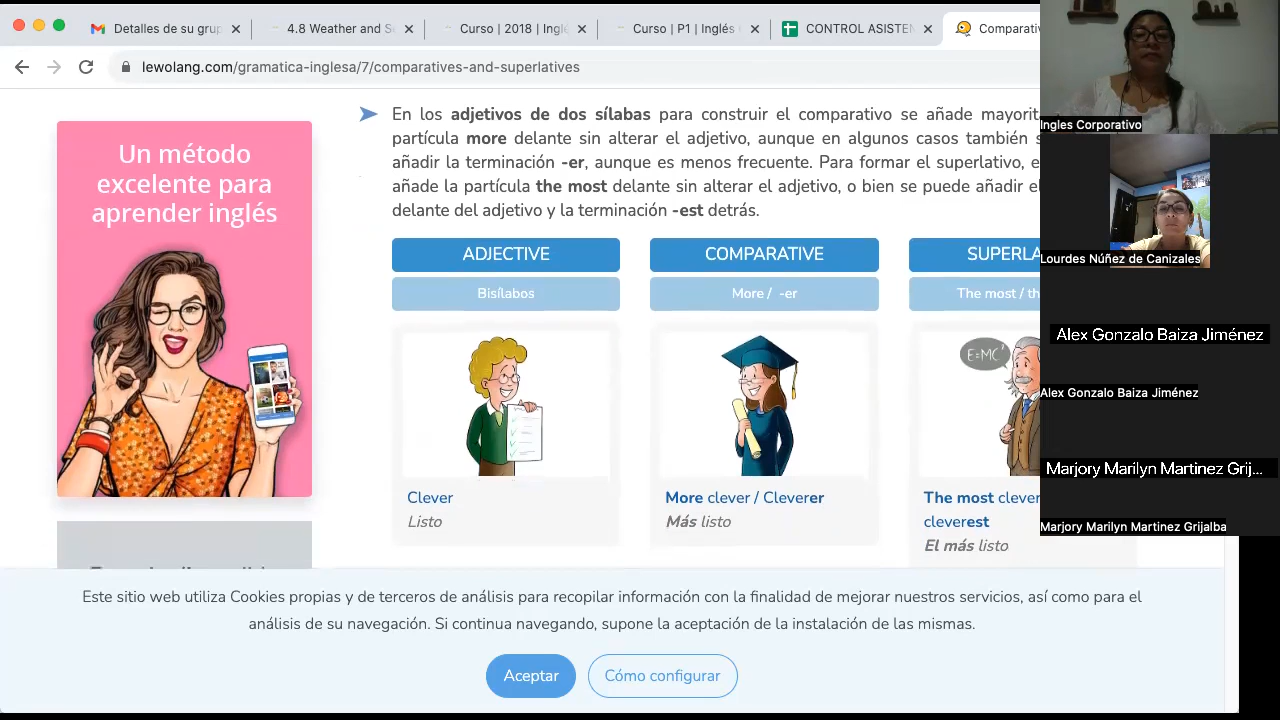 Detalles de su grup
4.8 Weather and S
Curso | 2018 | Inglé
Curso | P1 | Inglés
CONTROL ASISTEN
Comparativ
lewolang.com/gramatica-inglesa/7/comparatives-and-superlatives
Un método
excelente para
aprender inglés
En los adjetivos de dos sílabas para construir el comparativo se añade mayorit
partícula more delante sin alterar el adjetivo, aunque en algunos casos también s
añadir la terminación -er, aunque es menos frecuente. Para formar el superlativo, e
añade la partícula the most delante sin alterar el adjetivo, o bien se puede añadir el
delante del adjetivo y la terminación -est detrás.
ADJECTIVE
COMPARATIVE
SUPERLA
Bisílabos
More / -er
The most / th
E=MC²
Clever
Listo
More clever / Cleverer
Más listo
The most clever
cleverest
El más listo
Este sitio web utiliza Cookies propias y de terceros de análisis para recopilar información con la finalidad de mejorar nuestros servicios, así como para el
análisis de su navegación. Si continua navegando, supone la aceptación de la instalación de las mismas.
Aceptar
Cómo configurar
Ingles Corporativo
Lourdes Núñez de Canizales
Alex Gonzalo Baiza Jiménez
Alex Gonzalo Baiza Jiménez
Marjory Marilyn Martinez Grij...
Marjory Marilyn Martinez Grijalba